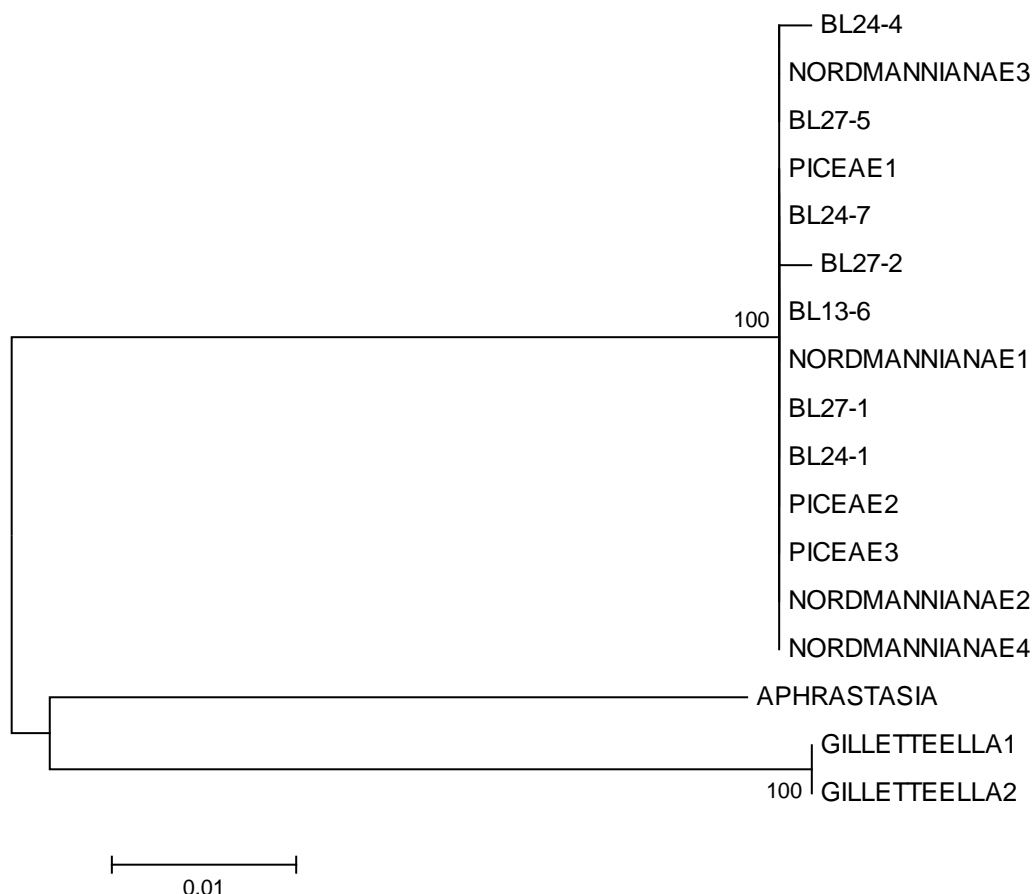 BL24-4
NORDMANNIANAE3
BL27-5
PICEAE1
BL24-7
BL27-2
BL13-6
100
NORDMANNIANAE1
BL27-1
BL24-1
PICEAE2
PICEAE3
NORDMANNIANAE2
NORDMANNIANAE4
APHRASTASIA
GILLETTEELLA1
100
GILLETTEELLA2
0.01